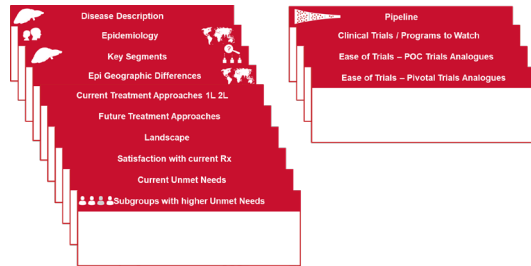 Disease Description
Epidemiology
Key Segments
Epi Geographic Differences
Current Treatment Approaches 1L 2L
Future Treatment Approaches
Landscape
Satisfaction with current Rx
Current Unmet Needs
Subgroups with higher Unmet Needs
Pipeline
Clinical Trials / Programs to Watch
Ease of Trials – POC Trials Analogues
Ease of Trials – Pivotal Trials Analogues